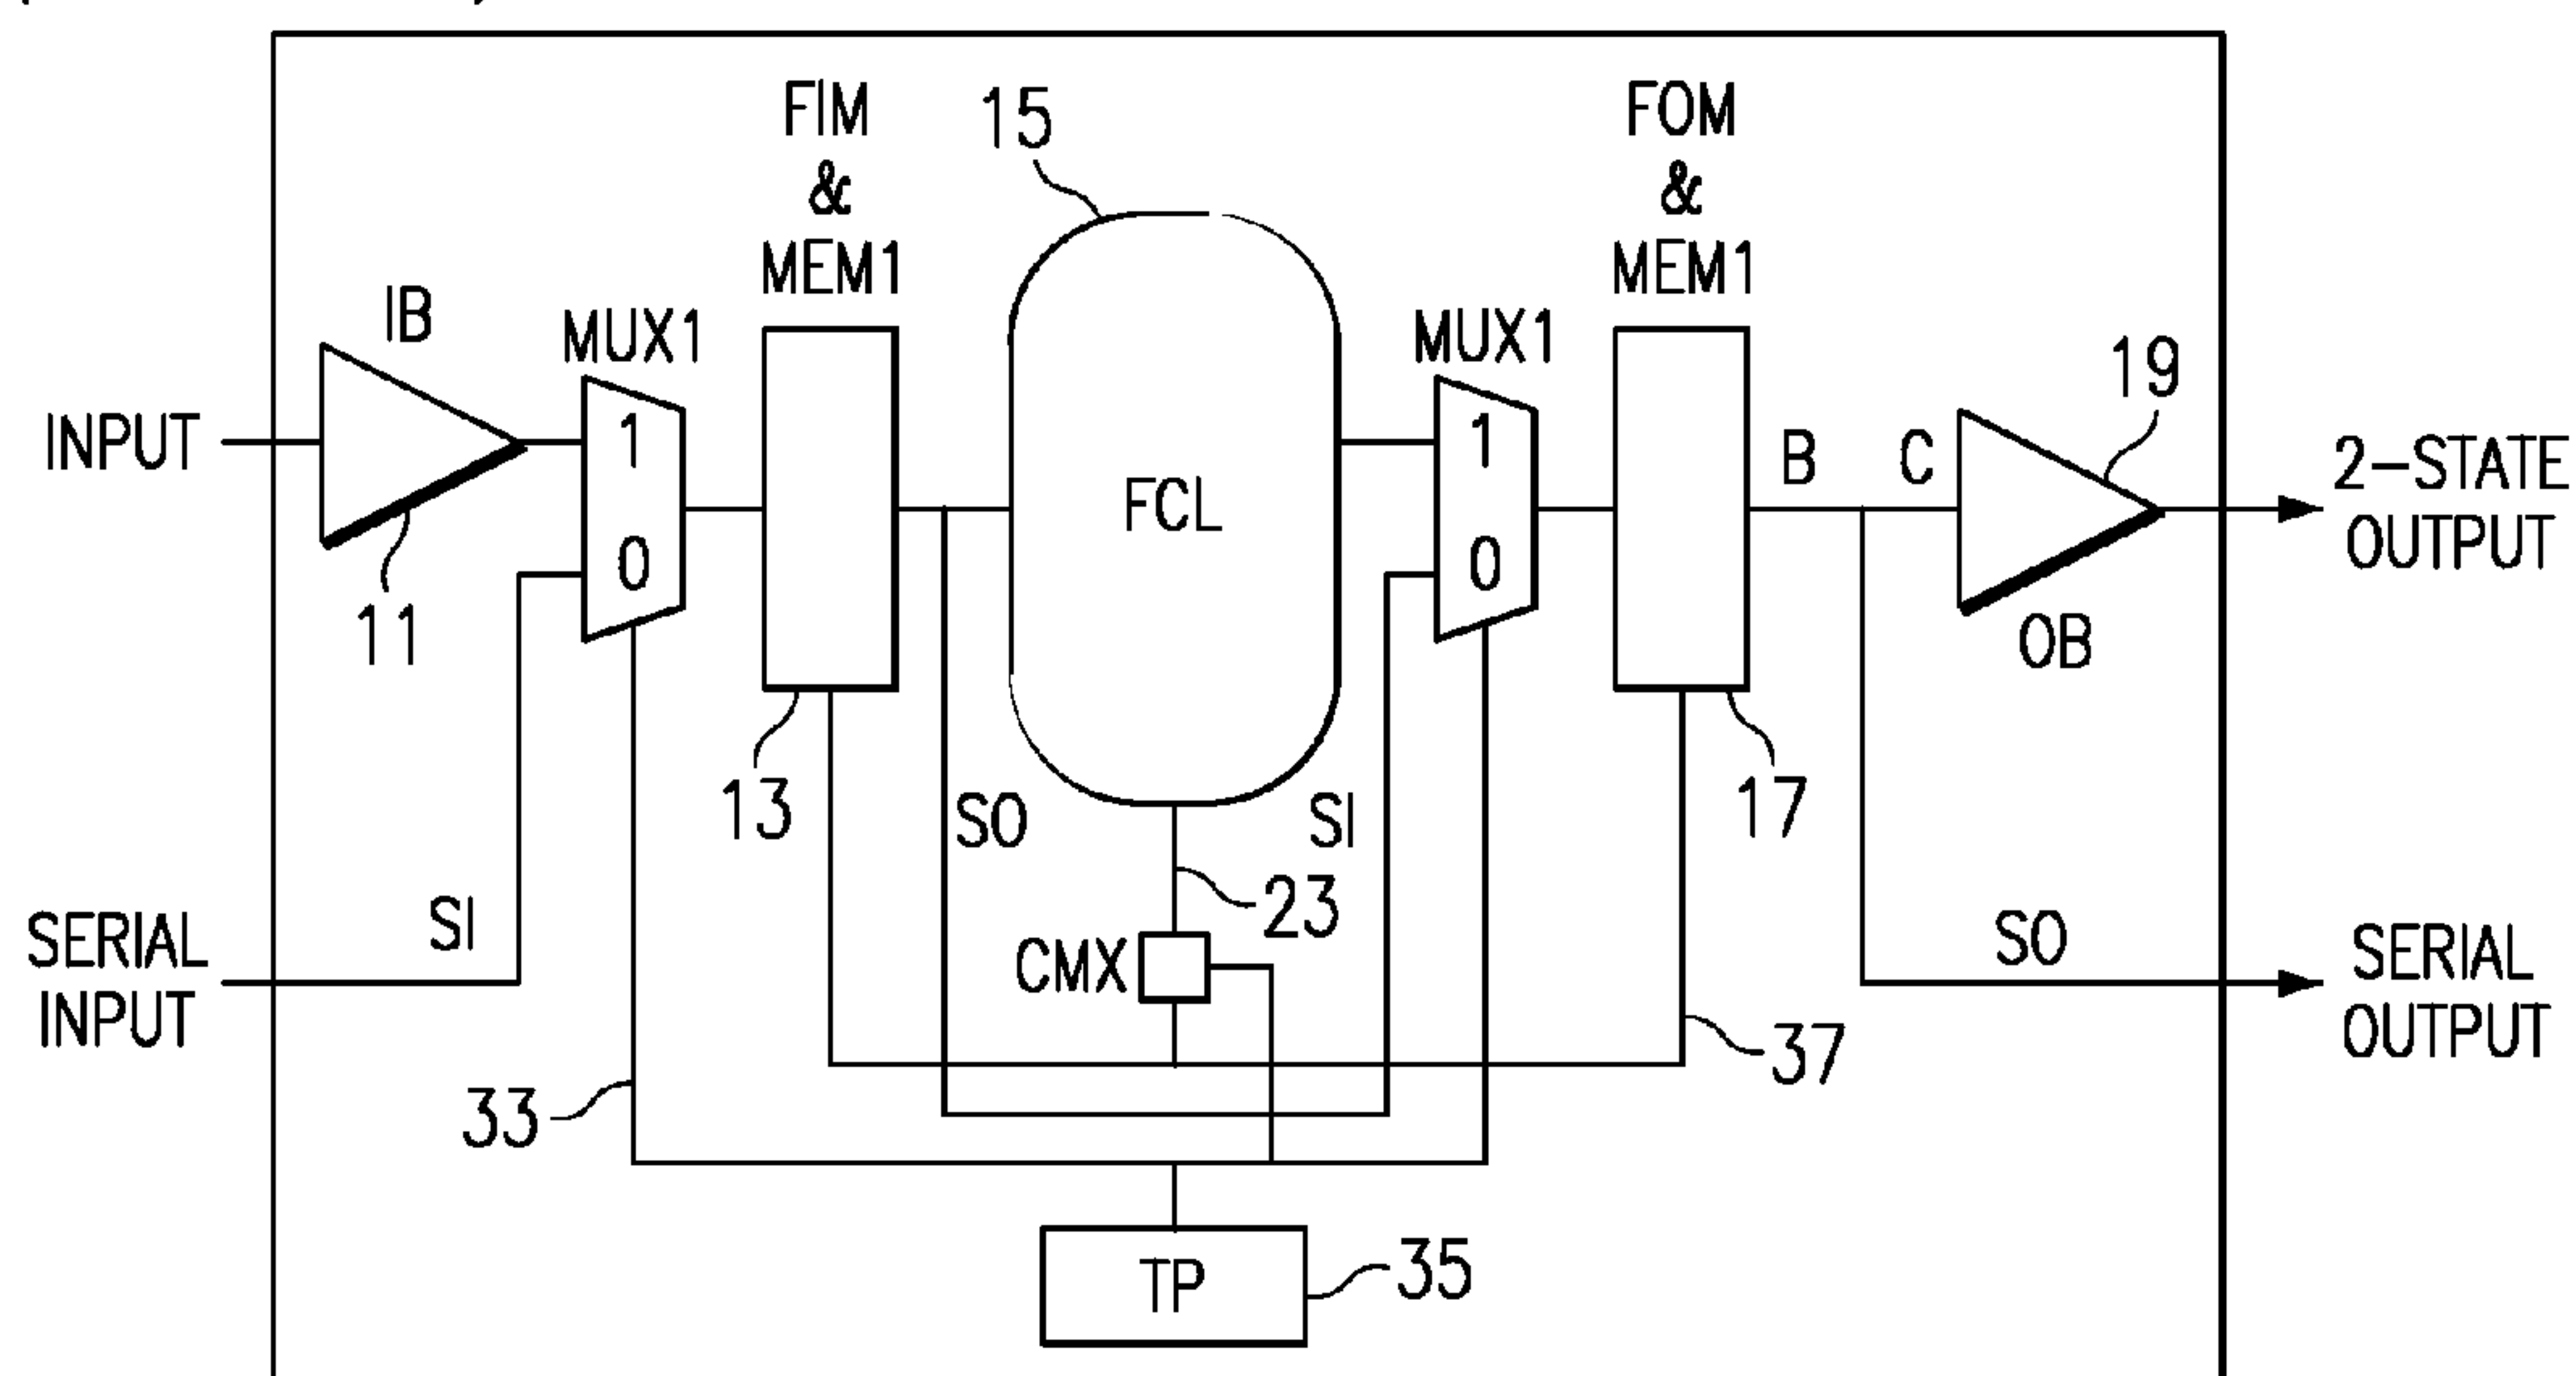 FIM
&
MEM1
15
FOM
&
MEM1
IB
MUX1
MUX1
19
INPUT
1
0
11
FCL
1
0
B
C
2-STATE
OUTPUT
OB
13
SO
SI
17
23
SERIAL
INPUT
SI
CMX
SO
SERIAL
OUTPUT
33
37
TP
35